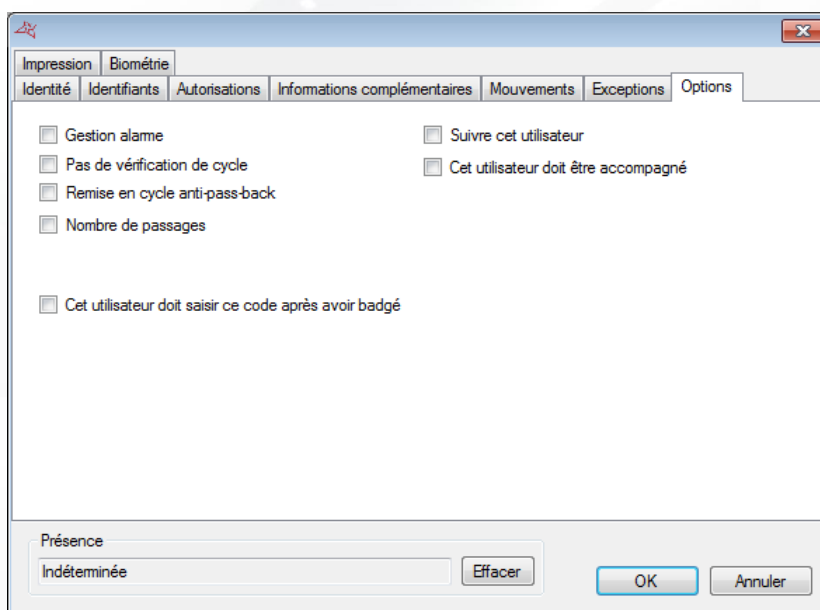 Impression Biométrie
Identité Identifiants Autorisations Informations complémentaires Mouvements Exceptions Options
Gestion alarme Suivre cet utilisateur
Pas de vérification de cycle Cet utilisateur doit être accompagné
Remise en cycle anti-pass-back
Nombre de passages
Cet utilisateur doit saisir ce code après avoir badgé
Présence
Indéterminée Effacer
OK Annuler